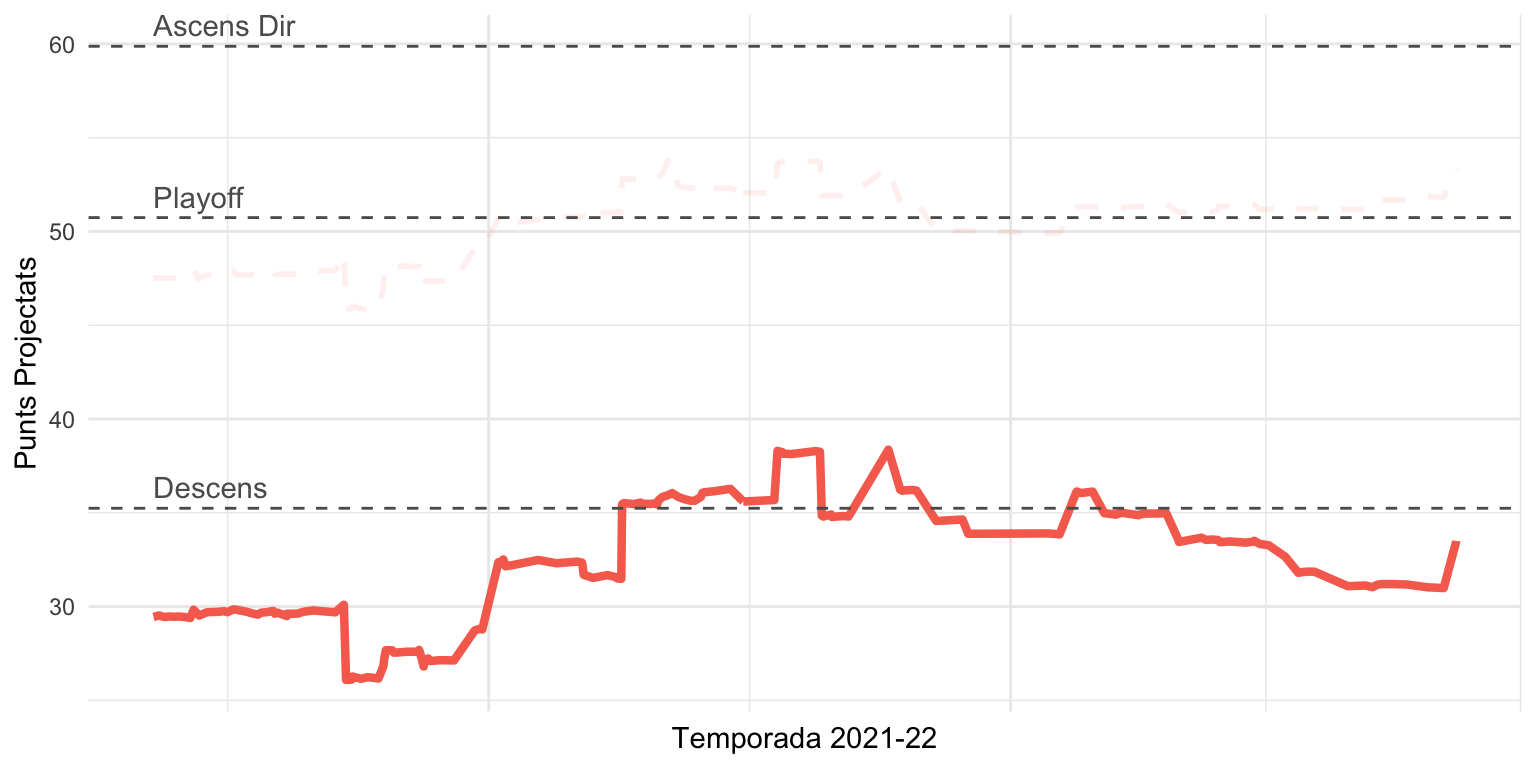 Ascens Dir
60
Playoff
50
40
Descens
30
Punts Projectats
Temporada 2021-22